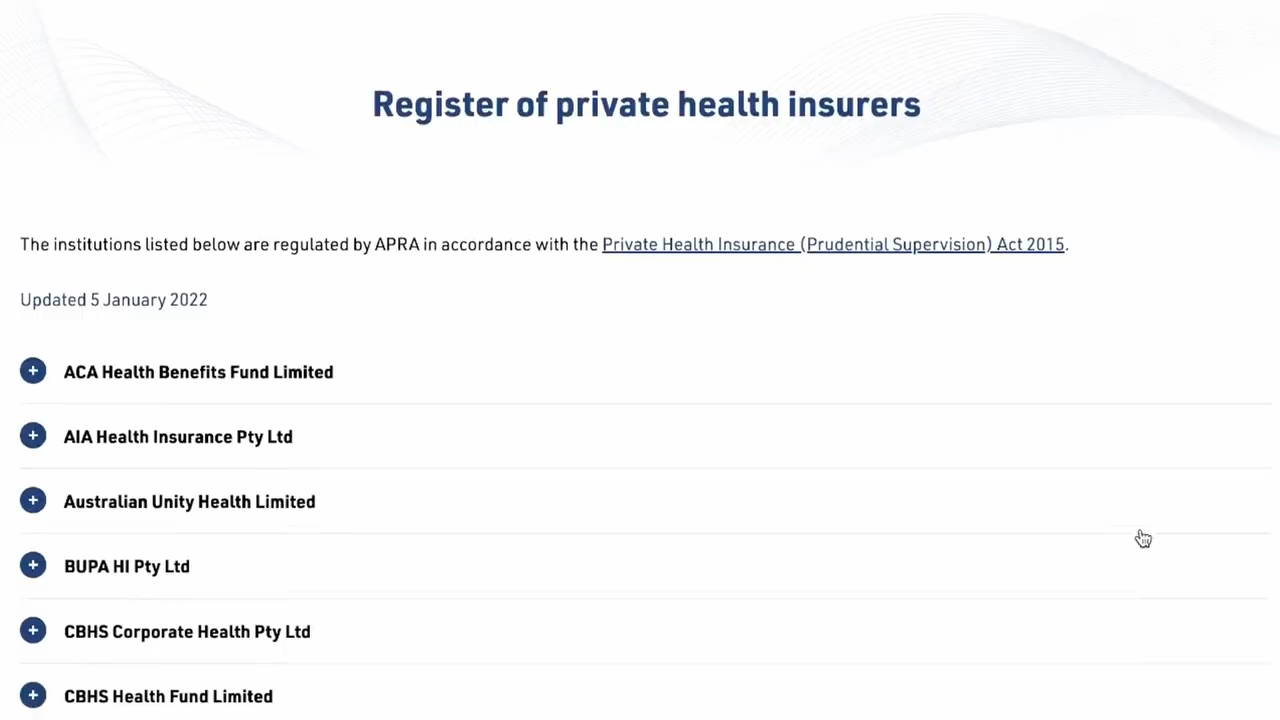 Register of private health insurers
The institutions listed below are regulated by APRA in accordance with the Private Health Insurance (Prudential Supervision) Act 2015.
Updated 5 January 2022
ACA Health Benefits Fund Limited
AIA Health Insurance Pty Ltd
Australian Unity Health Limited
BUPA HI Pty Ltd
CBHS Corporate Health Pty Ltd
CBHS Health Fund Limited